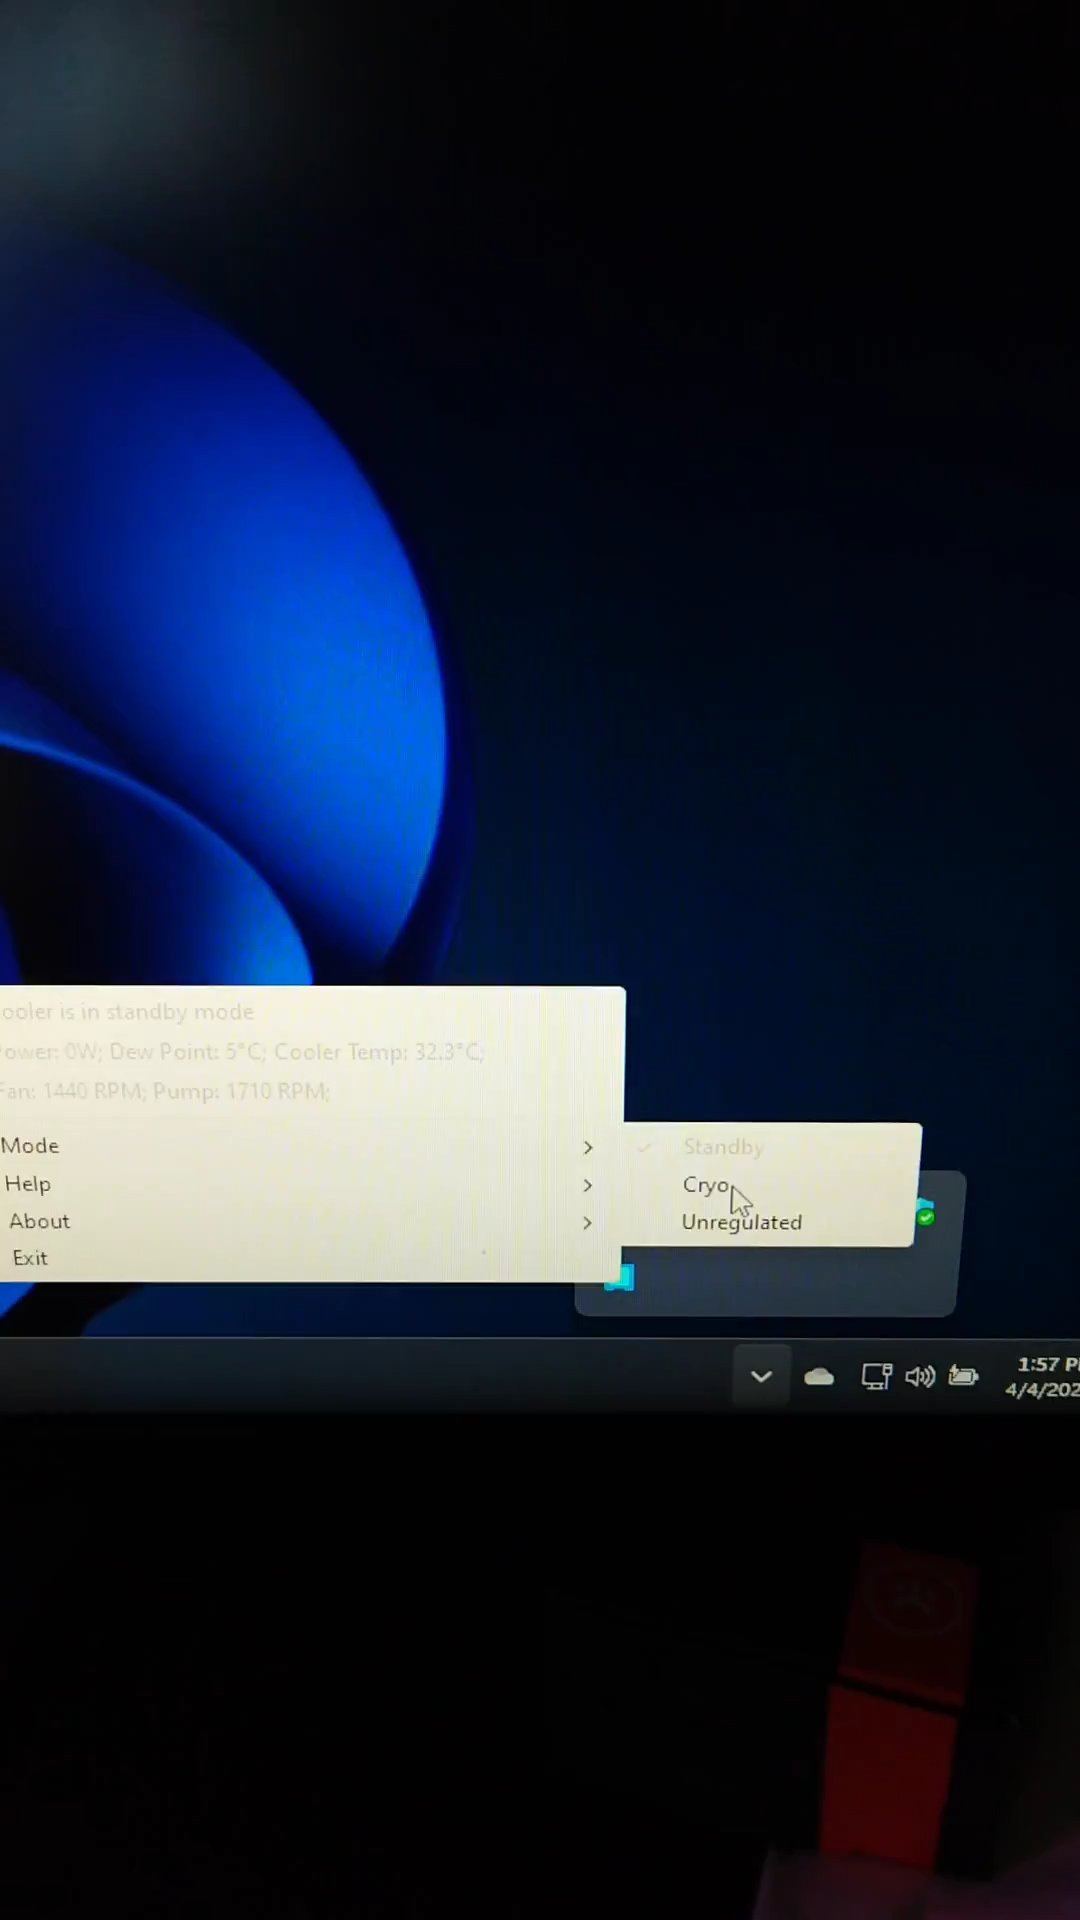 ooler is in standby mode
ower: 0W; Dew Point: 5°C; Cooler Temp: 32.3°C;
Fan: 1440 RPM; Pump: 1710 RPM;
Mode
Help
About
Exit
Standby
Cryo
Unregulated
1:57 P
4/4/202